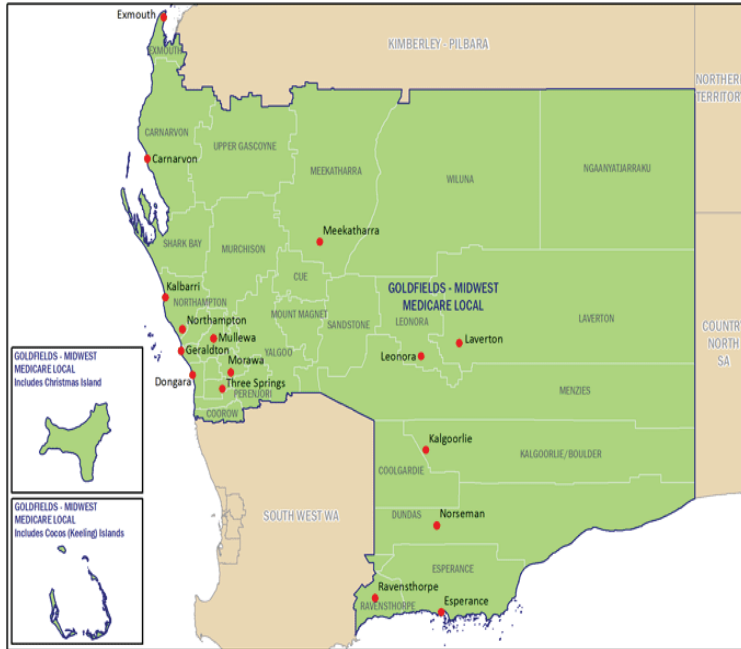 Exmouth
KIMBERLEY - PILBARA
EXMOUTH
NORTHERN
TERRITORY
CARNARVON
UPPER GASCOYNE
Carnarvon
MEEKATHARRA
WILUNA
NGAANYATJARRAKU
Meekatharra
SHARK BAY
MURCHISON
CUE
Kalbarri
NORTHAMPTON
GOLDFIELDS - MIDWEST
MEDICARE LOCAL
MOUNT MAGNET
SANDSTONE
LEONORA
LAVERTON
Northampton
Mullewa
Geraldton
YALGOO
Laverton
Leonora
COUNTRY
NORTH
SA
GOLDFIELDS - MIDWEST
MEDICARE LOCAL
Includes Christmas Island
Morawa
Dongara
Three Springs
PERENJORI
COOROW
MENZIES
Kalgoorlie
KALGOORLIE/BOULDER
COOLGARDIE
GOLDFIELDS - MIDWEST
MEDICARE LOCAL
Includes Cocos (Keeling) Islands
SOUTH WEST WA
DUNDAS
Norseman
ESPERANCE
Ravensthorpe
RAVENSTHORPE
Esperance